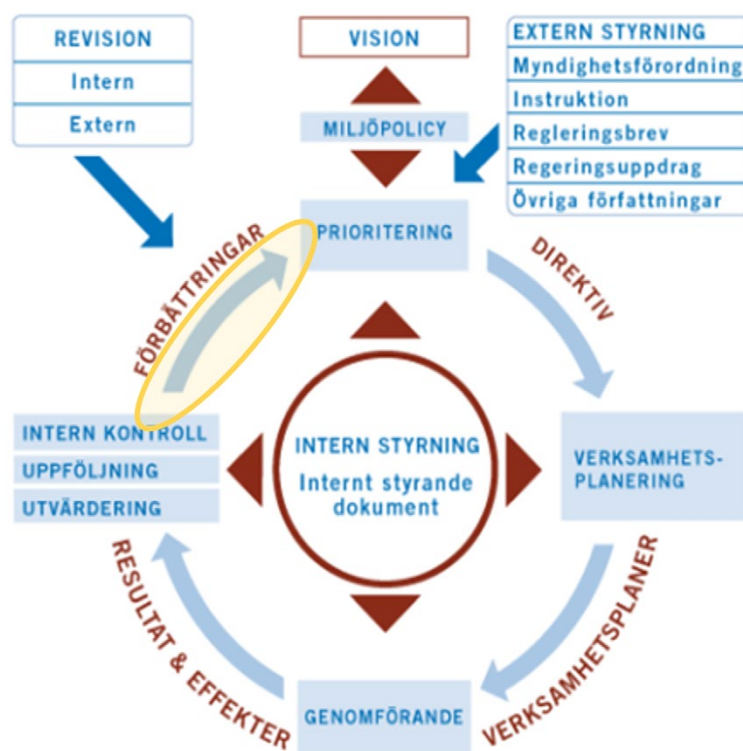 REVISION
Intern
Extern
VISION
MILJÖPOLICY
EXTERN STYRNING
Myndighetsförordning
Instruktion
Regleringsbrev
Regeringsuppdrag
Övriga författningar
PRIORITERING
FÖRBÄTTRINGAR
DIREKTIV
INTERN KONTROLL
UPPFÖLJNING
UTVÄRDERING
INTERN STYRNING
Internt styrande
dokument
VERKSAMHETS-
PLANERING
RESULTAT & EFFEKTER
VERKSAMHETSPLANER
GENOMFÖRANDE